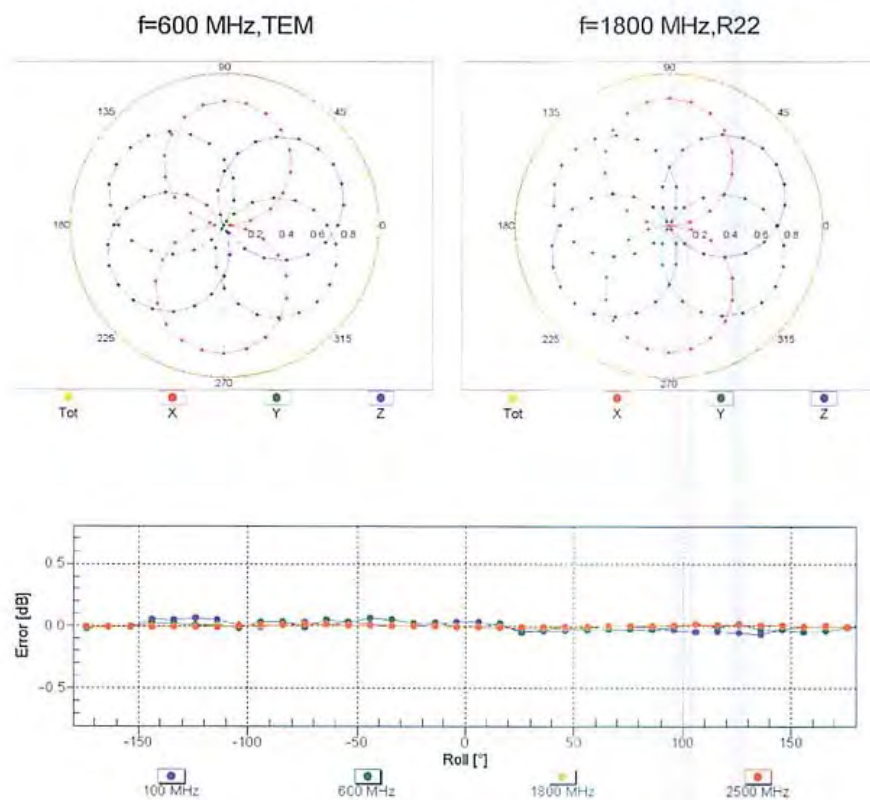 f=600 MHz,TEM
f=1800 MHz,R22
90
135
45
180
0.2 0.4 0.6 0.8
0
225
315
270
Tot X Y Z
90
135
45
180
0.2 0.4 0.6 0.8
0
225
315
270
Tot X Y Z
Error [dB]
0.5
0.0
-0.5
-150 -100 -50 0 50 100 150
Roll [°]
100 MHz 600 MHz 1800 MHz 2500 MHz